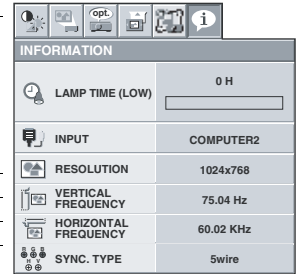 opt.
i
INFORMATION
LAMP TIME (LOW)
0 H
INPUT
COMPUTER2
RESOLUTION
1024x768
VERTICAL
FREQUENCY
75.04 Hz
HORIZONTAL
FREQUENCY
60.02 KHz
R G B
H V
SYNC. TYPE
5wire